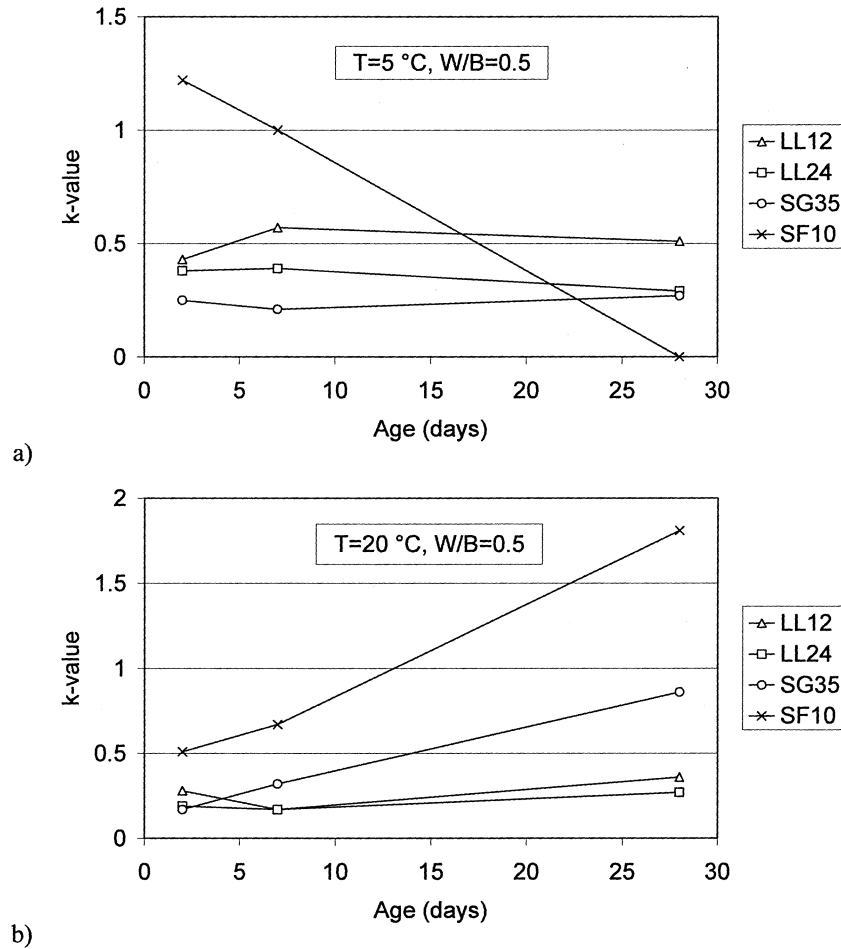 1.5
T=5 °C, W/B=0.5
1
0.5
0
k-value
0 5 10 15 20 25 30
Age (days)
LL12
LL24
SG35
SF10
a)
2
T=20 °C, W/B=0.5
1.5
1
0.5
0
k-value
0 5 10 15 20 25 30
Age (days)
LL12
LL24
SG35
SF10
b)